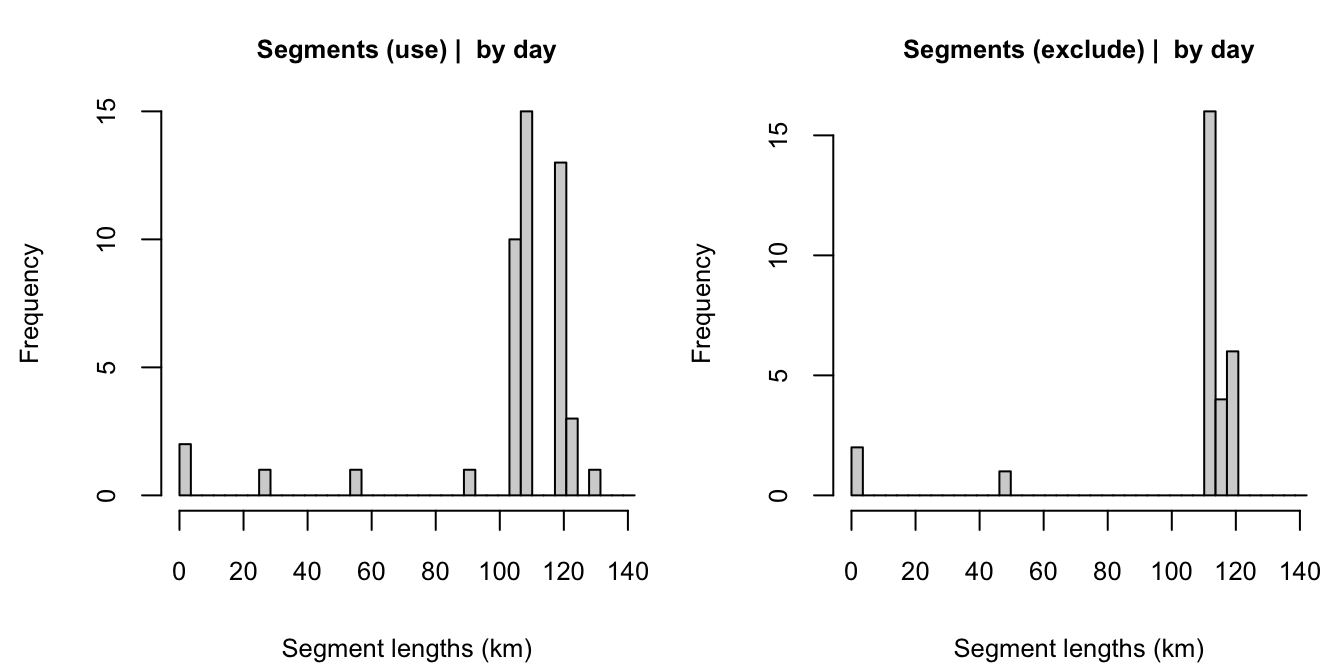 Segments (use) |  by day
Frequency
15
10
5
0
0 20 40 60 80 100 120 140
Segment lengths (km)
Segments (exclude) |  by day
Frequency
15
10
5
0
0 20 40 60 80 100 120 140
Segment lengths (km)